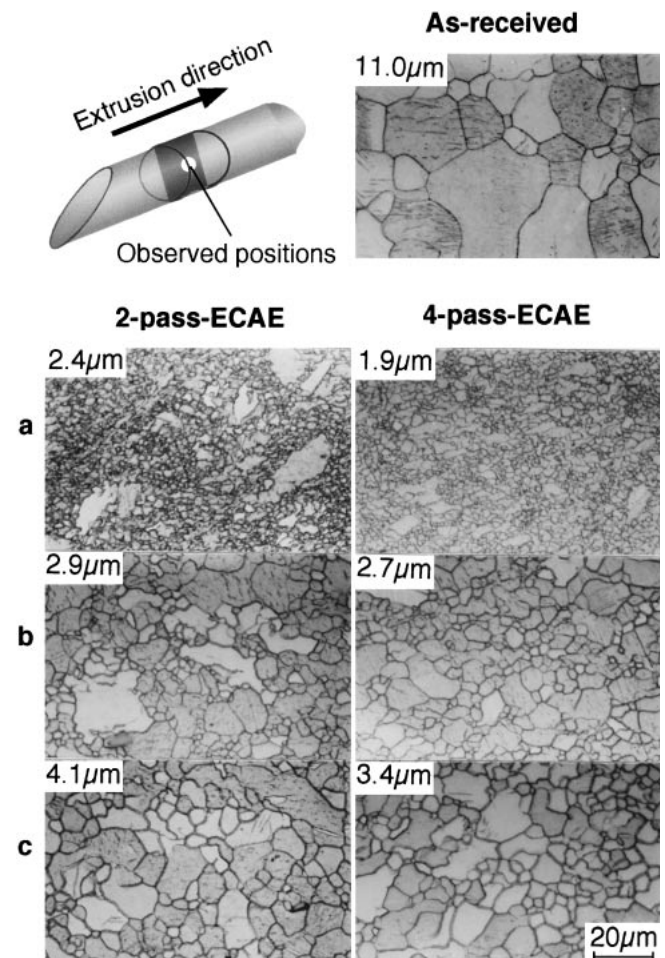 As-received
Extrusion direction
11.0μm
Observed positions
2-pass-ECAE
4-pass-ECAE
2.4μm
1.9μm
a
2.9μm
2.7μm
b
4.1μm
3.4μm
c
20μm